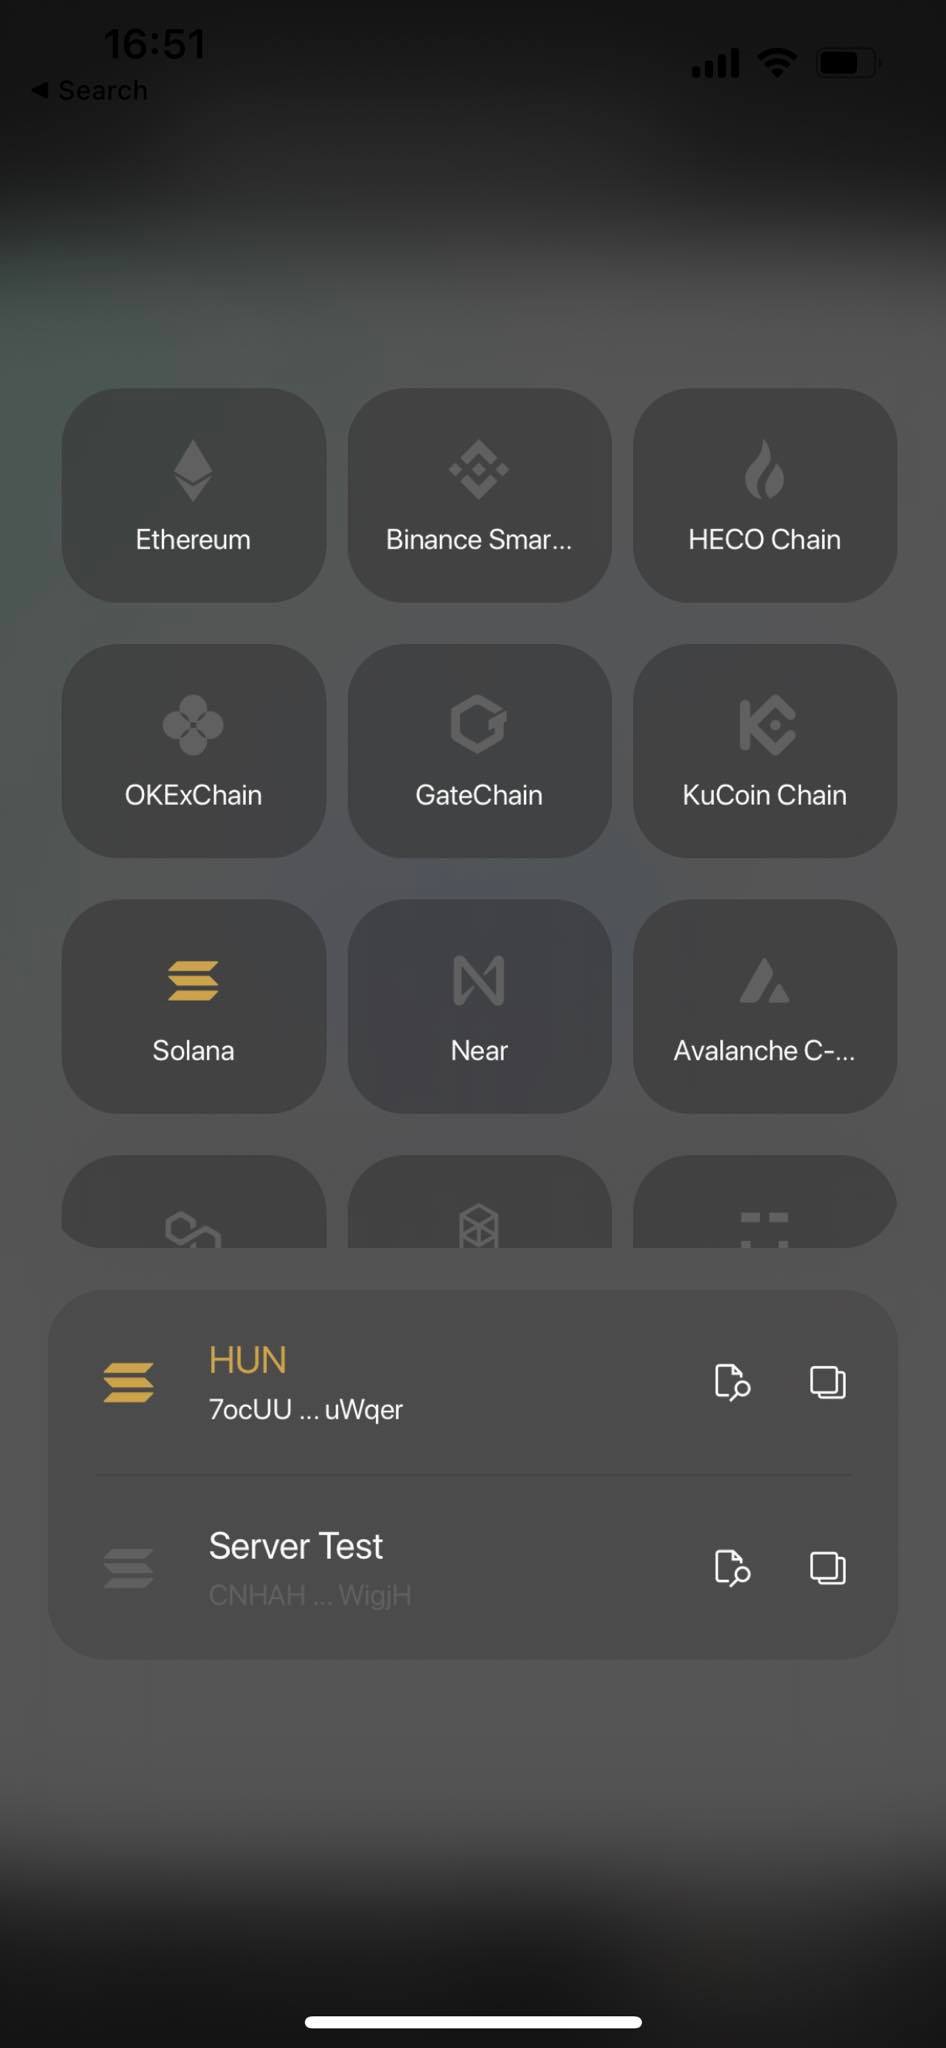 16:51
Search
Ethereum
Binance Smar...
HECO Chain
OKExChain
GateChain
KuCoin Chain
Solana
Near
Avalanche C-...
HUN
7ocUU ... uWqer
Server Test
CNHAH ... WigjH